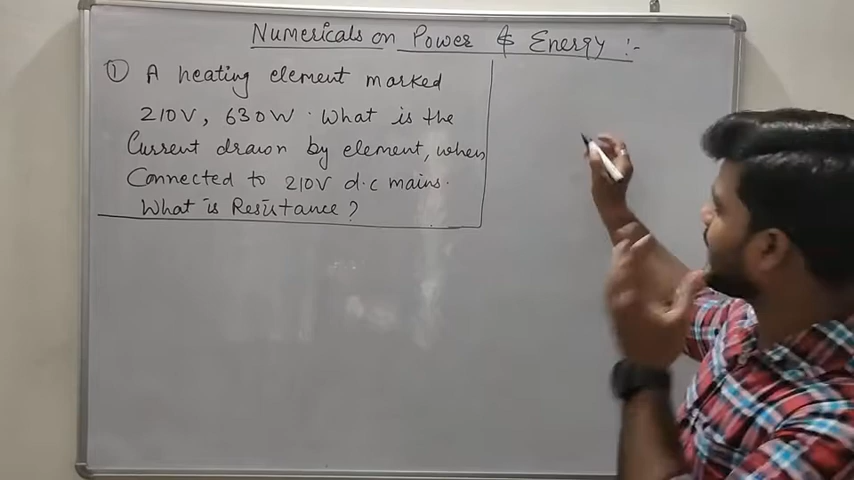 Numericals on Power & Energy :-
① A heating element marked
210V, 630W. What is the
Current drawn by element, when
Connected to 210V d.c mains.
What is Resistance?